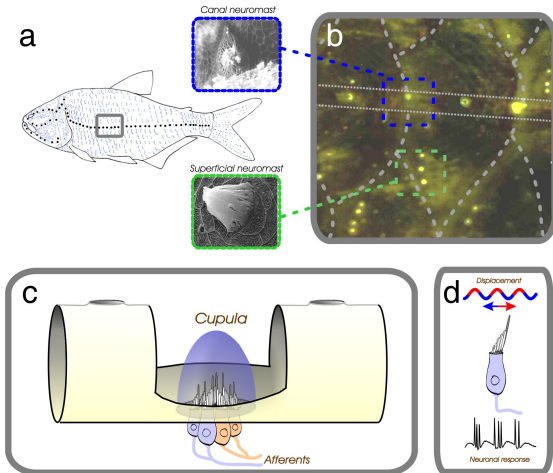 Canal neuromast
a
b
Superficial neuromast
c
Cupula
Afferents
d
Displacement
Neuronal response